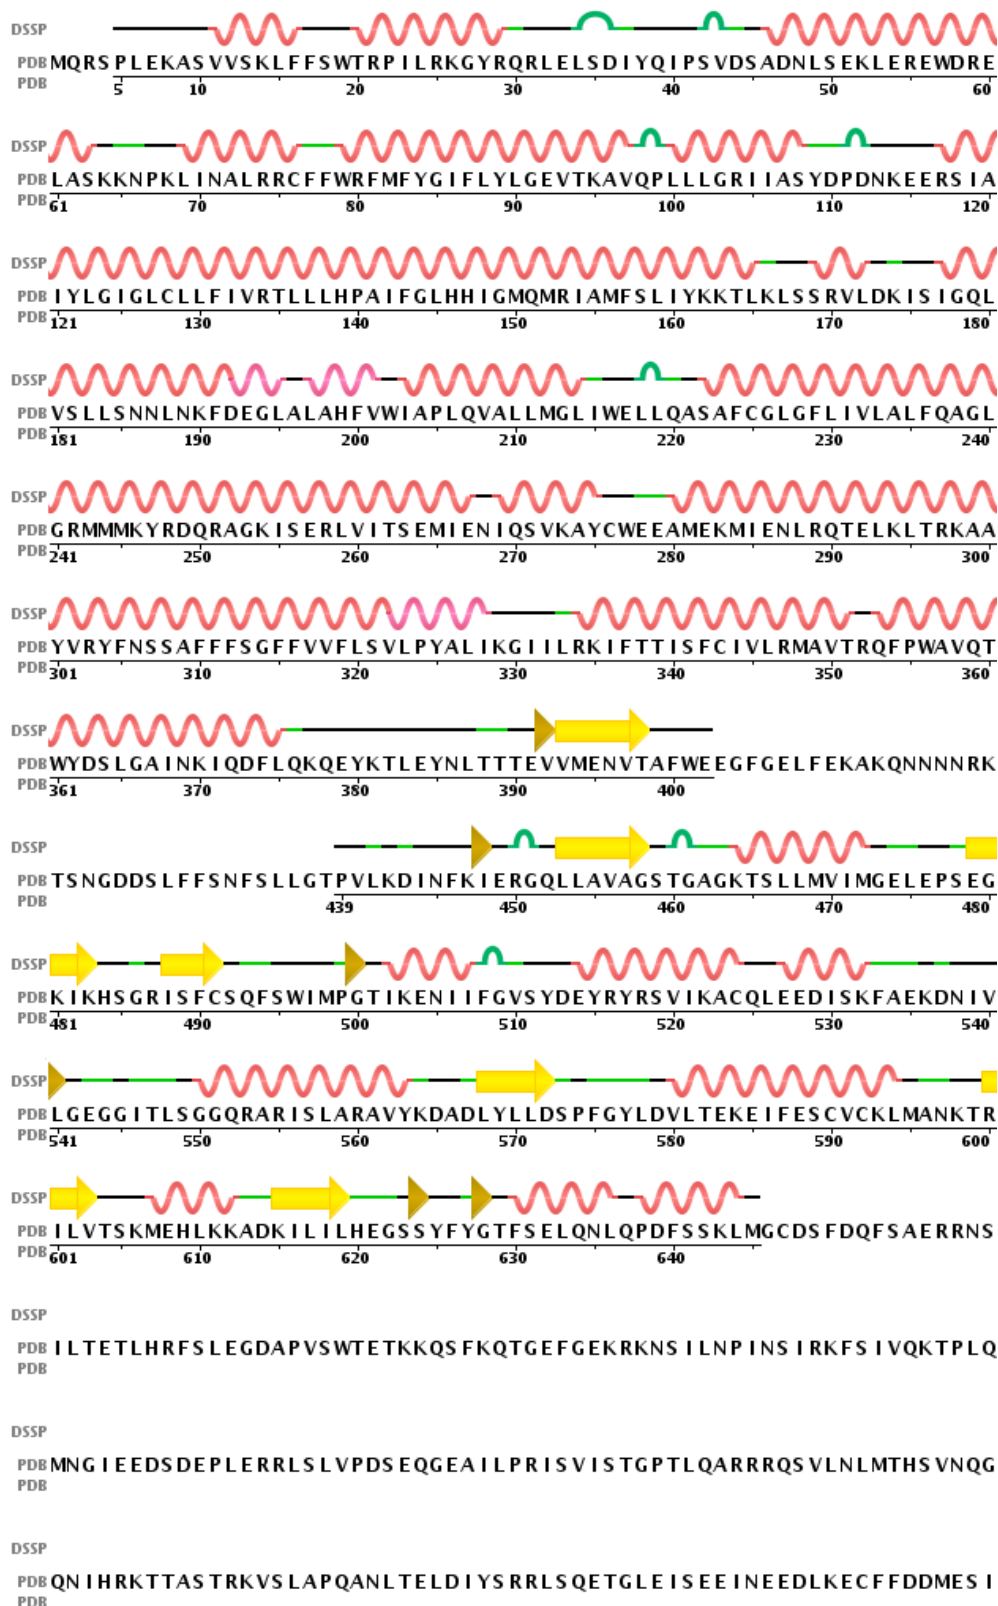 DSSP
PDB MQRSPLEKASVVSKLFFSWTRPILRKGYRQRLELSDIYQIPSVDSADNLSEKLEREWDRE
PDB 5 10 20 30 40 50 60
DSSP
PDB LASKKNPKLINALRRCFFWRFMFYGIFLYLGEVTKAVQPLLLGRIIASYDPDNKEERSIA
PDB 61 70 80 90 100 110 120
DSSP
PDB IYLGIGLCLLFIVRTLLLHPAIFGLHHIGMQMRIAMFSLIYKKTLKLSSRVLDKISIGQL
PDB 121 130 140 150 160 170 180
DSSP
PDB VSLLSNNLNKFDEGLALAHFVWIAPLQVALLMGLIWELLQASAFCGLGFLIVLALFQAGL
PDB 181 190 200 210 220 230 240
DSSP
PDB GRMMMKYRDQRAGKISERLVITSEMIENIQSVKAYCWEEAMEKMIENLRQTELKLTRKAA
PDB 241 250 260 270 280 290 300
DSSP
PDB YVRYFNSSAFFFSGFFVVFLSVLPYALIKGIILRKIFTTISFCIVLRMAVTRQFPWAVQT
PDB 301 310 320 330 340 350 360
DSSP
PDB WYDSLGAINKIQDFLQKQEYKTLEYNLTTTEVVMENVTAFWEEGFGELFEKAKQNNNNRK
PDB 361 370 380 390 400
DSSP
PDB TSNGDDSLFFSNFSLLGTPVLKDINFKIERGQLLAVAGSTGAGKTSLLMVIMGELEPSEG
PDB 439 450 460 470 480
DSSP
PDB KIKHSGRISFCSQFSWIMPGTIKENIIFGVSYDEYRYRSVIKACQLEEDISKFAEKDNIV
PDB 481 490 500 510 520 530 540
DSSP
PDB LGEGGITLSGGQRARISLARAVYKDADLYLLDSPFGYLDVLTEKEIFESCVCKLMANKTR
PDB 541 550 560 570 580 590 600
DSSP
PDB ILVTSKMEHLKKADKILILHEGSSYFYGTFSELQNLQPDFSSKLMGCDSFDQFSAERRNS
PDB 601 610 620 630 640
DSSP
PDB ILTETLHRFSLEGDAPVSWTETKKQSFKQTGEFGEKRKNSILNPINSIRKFSIVQKTPLQ
PDB
DSSP
PDB MNGIEEDSDEPLERRLSLVPDSEQGEAILPRISVISTGPTLQARRRQSVLNLMTHSVNQG
PDB
DSSP
PDB QNIHRKTTASTRKVSLAPQANLTELDIYSRRLSQETGLEISEEINEEDLKECFFDDMESI
PDB